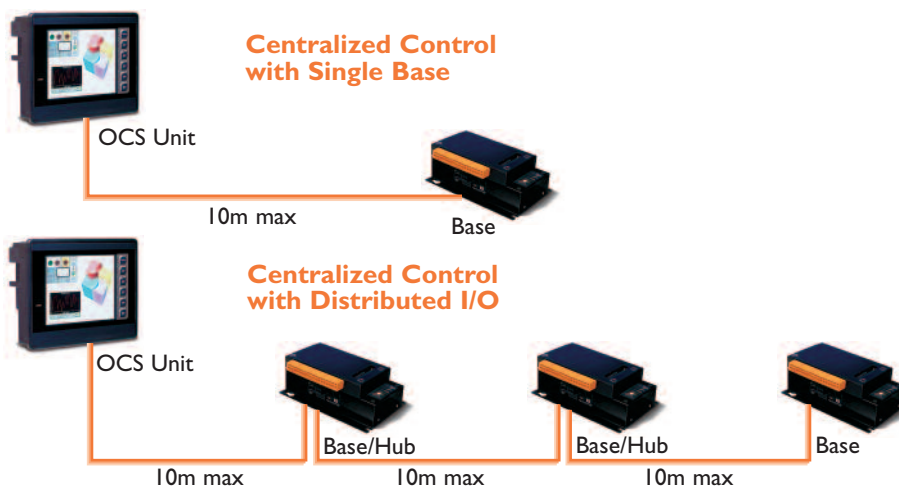 Centralized Control
with Single Base
OCS Unit
10m max
Base
Centralized Control
with Distributed I/O
OCS Unit
Base/Hub
Base/Hub
Base
10m max
10m max
10m max